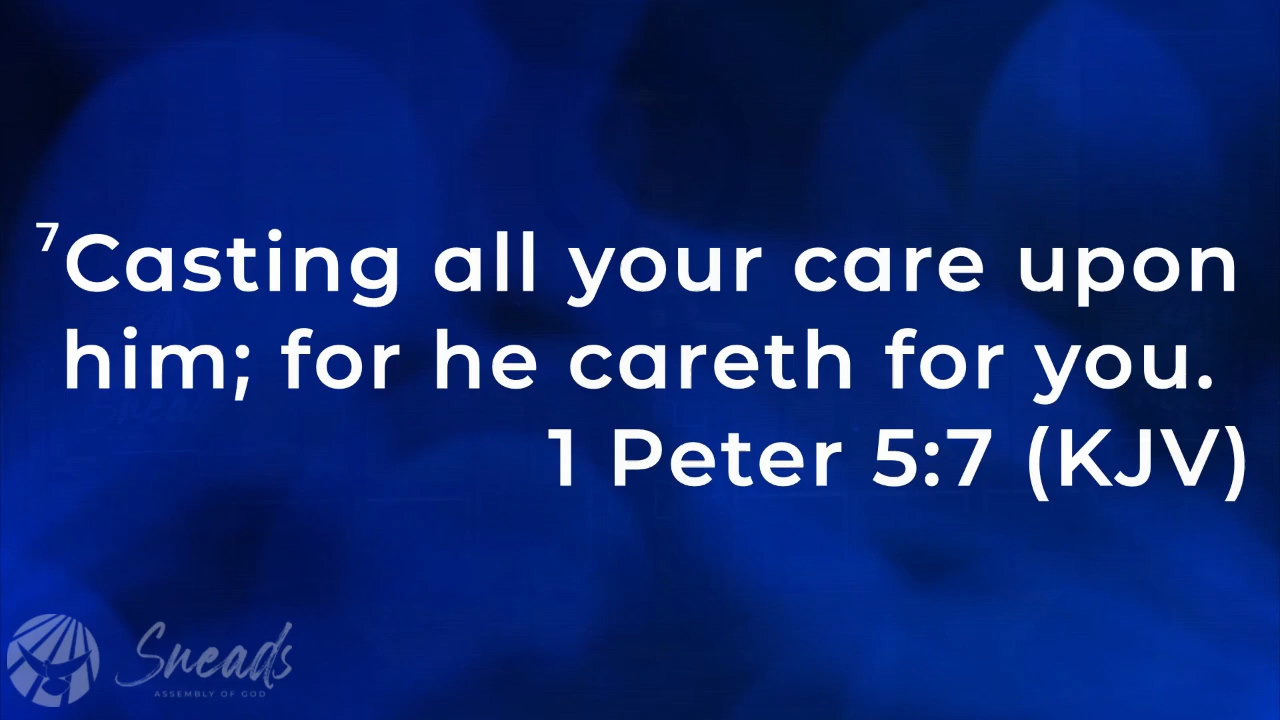 7Casting all your care upon
him; for he careth for you.
1 Peter 5:7 (KJV)
Sneads
ASSEMBLY OF GOD